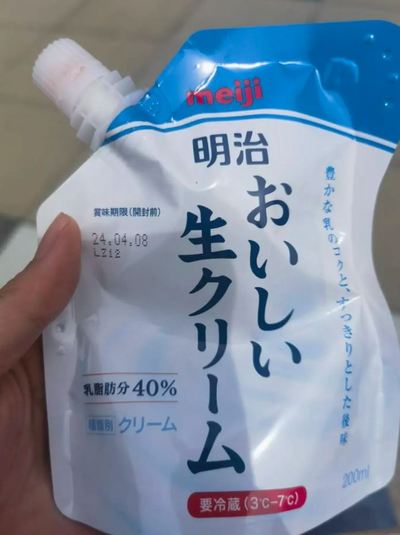 meiji
明治
おいしい
生クリーム
豊かな乳のコクと、すっきりとした後味
賞味期限(開封前)
24.04.08
LZ12
乳脂肪分40%
種類別 クリーム
200ml
要冷蔵(3℃-7℃)